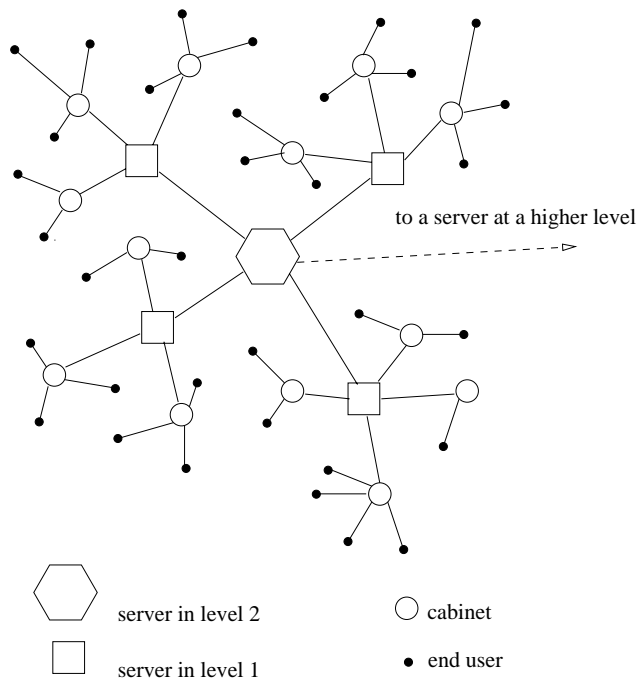 to a server at a higher level
server in level 2
cabinet
server in level 1
end user